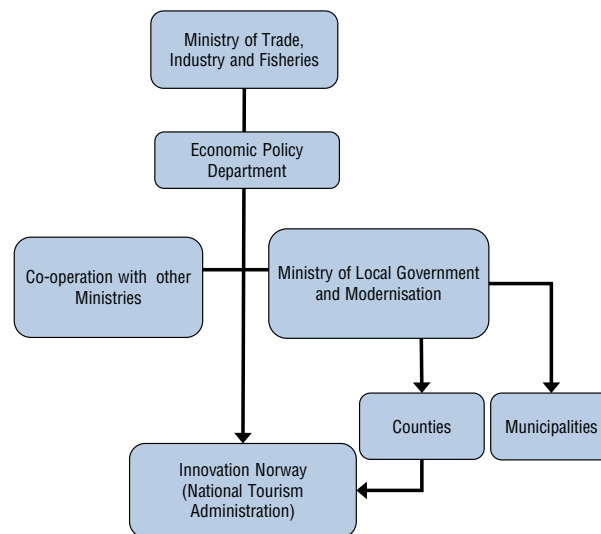 Ministry of Trade,
Industry and Fisheries
Economic Policy
Department
Co-operation with other
Ministries
Ministry of Local Government
and Modernisation
Counties
Municipalities
Innovation Norway
(National Tourism
Administration)